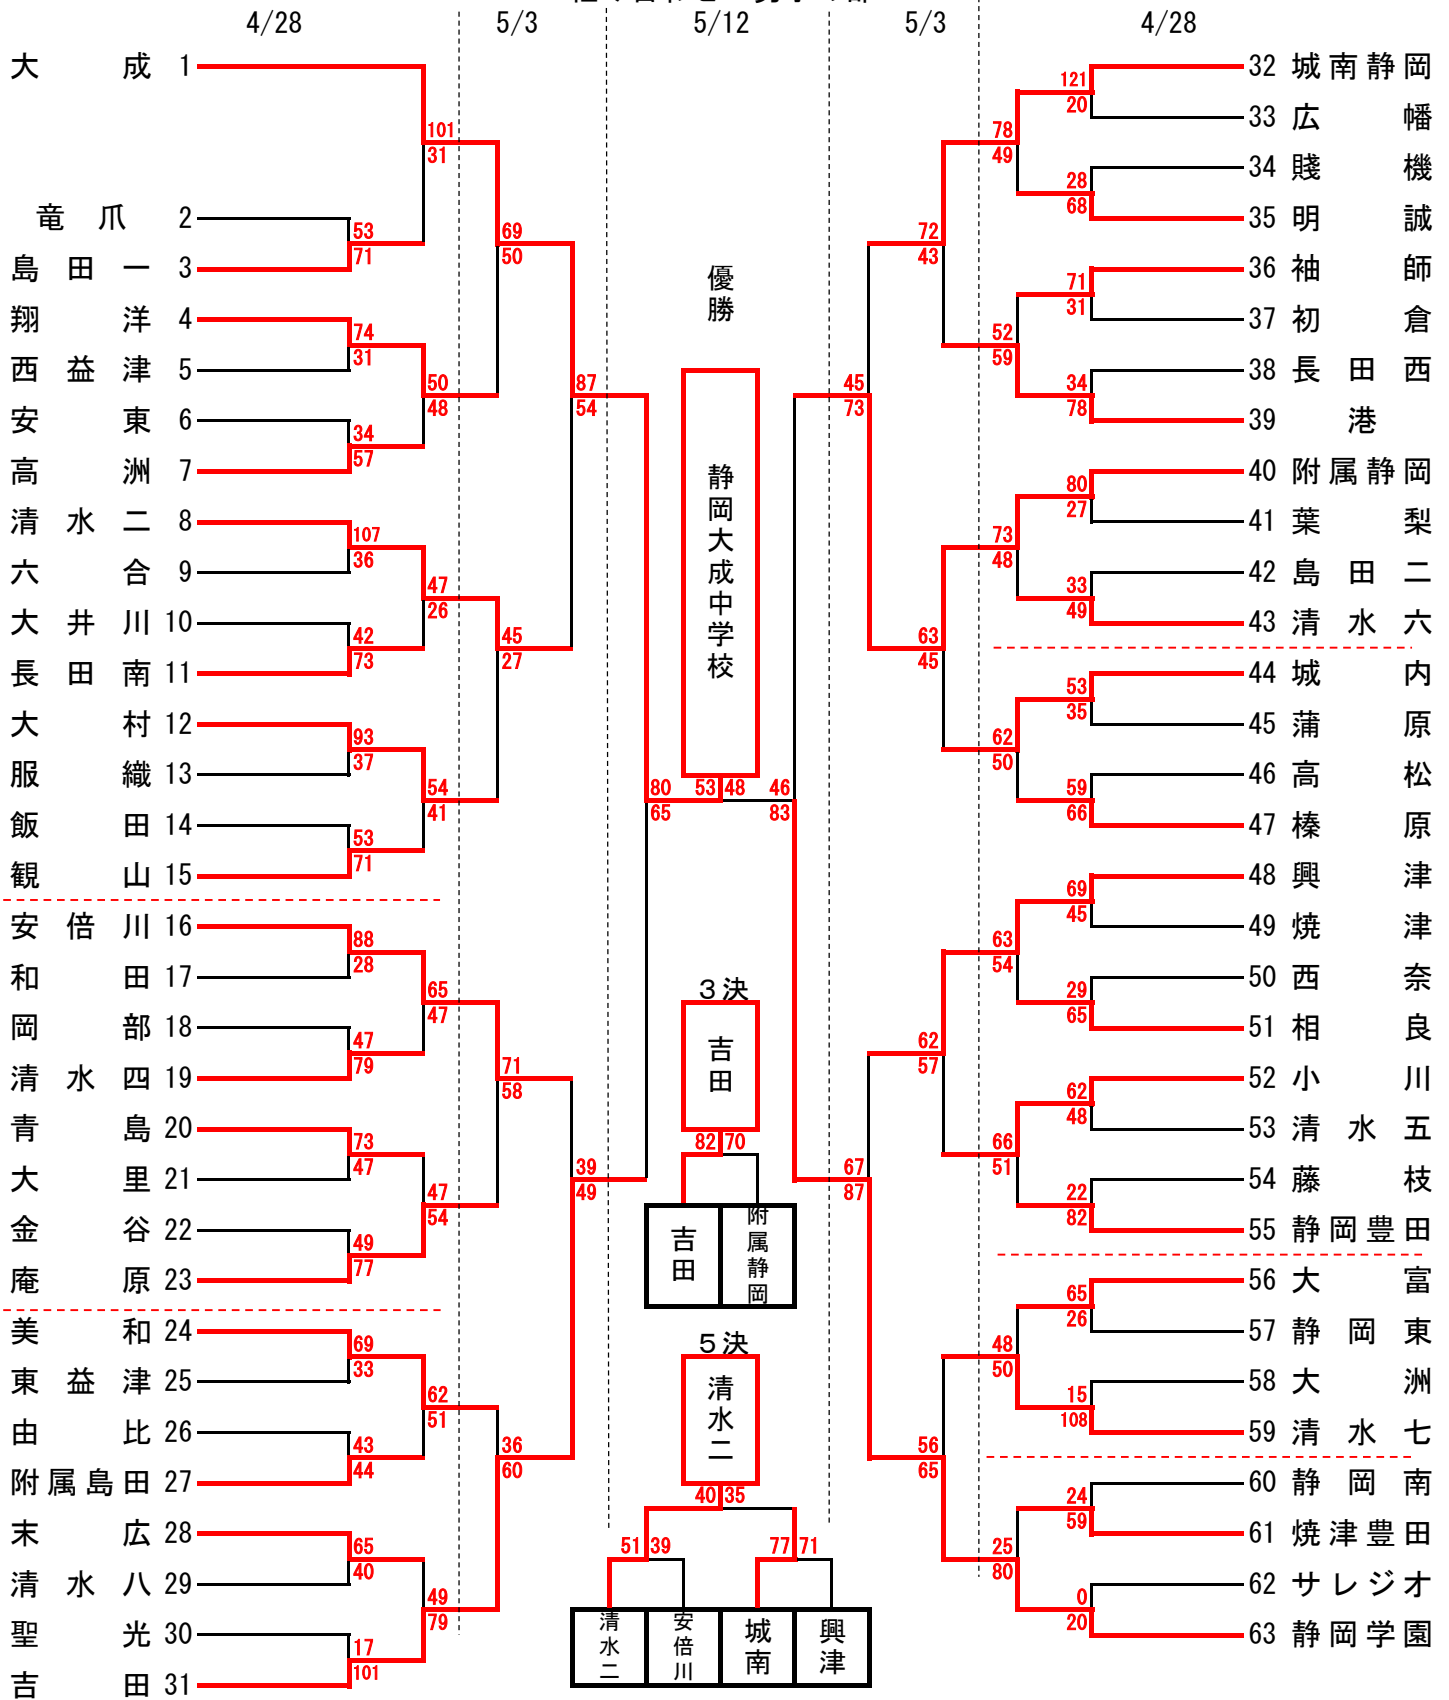 4/28 5/3 5/12 5/3 4/28
大成 1
竜爪 2
島田一 3
翔洋 4
西益津 5
安東 6
高洲 7
清水二 8
六合 9
大井川 10
長田南 11
大村 12
服織 13
飯田 14
観山 15
安倍川 16
和田 17
岡部 18
清水四 19
青島 20
大里 21
金谷 22
庵原 23
美和 24
東益津 25
由比 26
附属島田 27
末広 28
清水八 29
聖光 30
吉田 31
53
71
74
31
34
57
107
36
42
73
93
37
53
71
88
28
47
79
73
47
49
77
69
33
43
44
65
40
17
101
101
31
50
48
47
26
54
41
65
47
47
54
62
51
49
79
69
50
45
27
71
58
36
60
87
54
39
49
80
65
優勝
静岡大成中学校
53 48
3決
吉田
82 70
吉田
附属静岡
5決
清水二
40 35
51 39
77 71
清水二
安倍川
城南
興津
46
83
45
73
67
87
72
43
63
45
62
57
56
65
78
49
52
59
73
48
62
50
63
54
66
51
48
50
25
80
121
20
28
68
71
31
34
78
80
27
33
49
53
35
59
66
69
45
29
65
62
48
22
82
65
26
15
108
24
59
0
20
32 城南静岡
33 広幡
34 賤機
35 明誠
36 袖師
37 初倉
38 長田西
39 港
40 附属静岡
41 葉梨
42 島田二
43 清水六
44 城内
45 蒲原
46 高松
47 榛原
48 興津
49 焼津
50 西奈
51 相良
52 小川
53 清水五
54 藤枝
55 静岡豊田
56 大富
57 静岡東
58 大洲
59 清水七
60 静岡南
61 焼津豊田
62 サレジオ
63 静岡学園